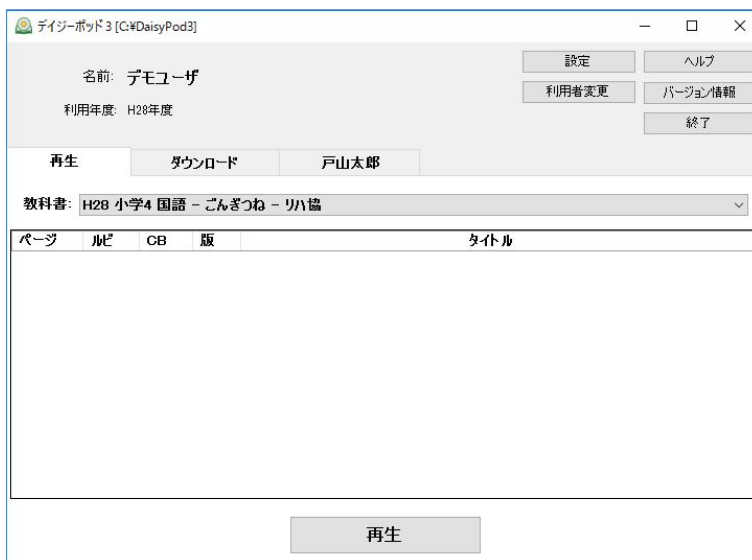 デイジーポッド3 [C:¥DaisyPod3]
設定
ヘルプ
名前: デモユーザ
利用者変更
バージョン情報
利用年度: H28年度
終了
再生
ダウンロード
戸山太郎
教科書: H28 小学4 国語 - ごんぎつね - リハ協
ページ ルビ CB 版 タイトル
再生